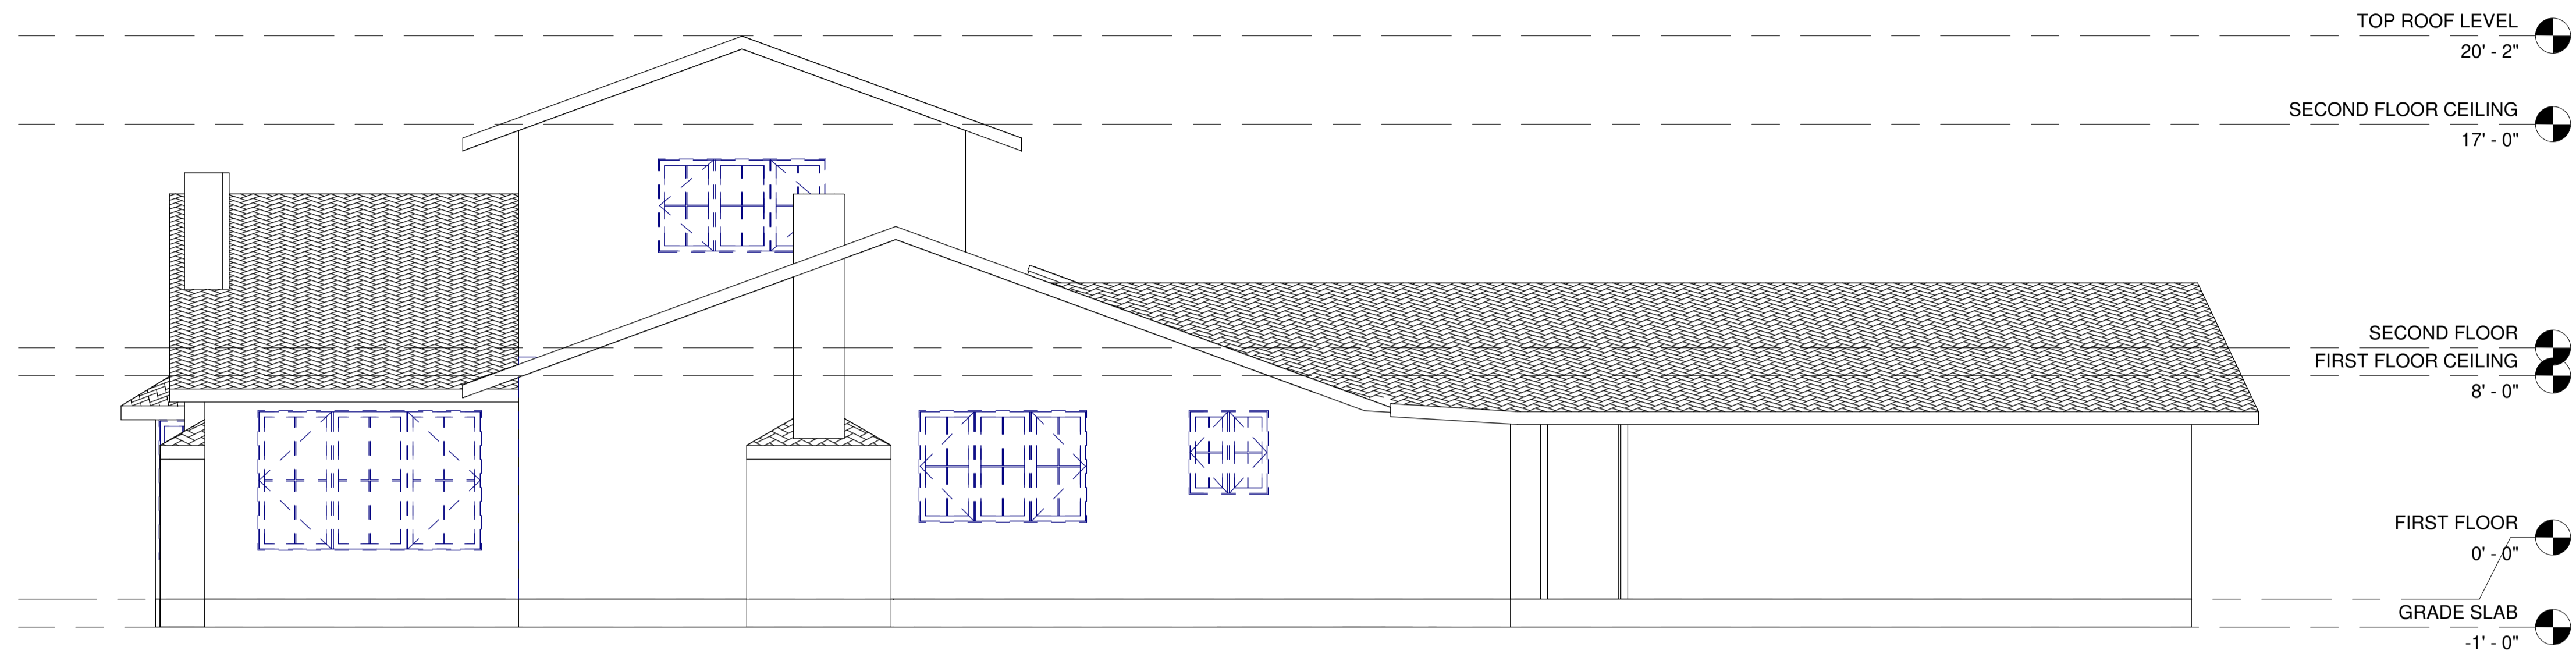 TOP ROOF LEVEL
20' - 2"
SECOND FLOOR CEILING
17' - 0"
SECOND FLOOR
FIRST FLOOR CEILING
8' - 0"
FIRST FLOOR
0' - 0"
GRADE SLAB
-1' - 0"